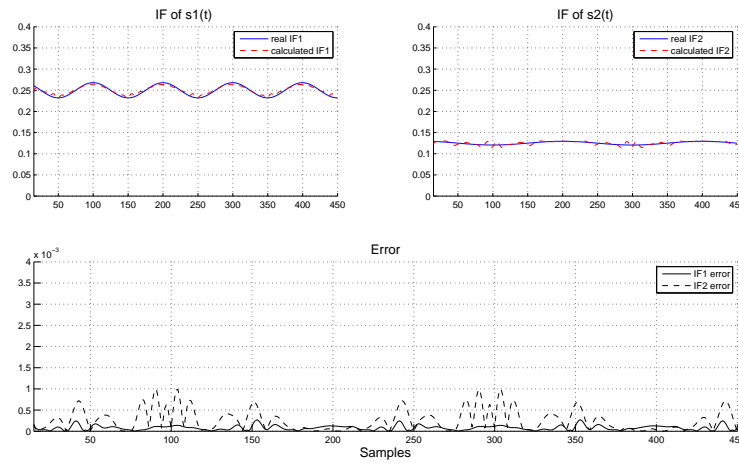 IF of s1(t)
0.4
0.35
0.3
0.25
0.2
0.15
0.1
0.05
0
50 100 150 200 250 300 350 400 450
real IF1
calculated IF1
IF of s2(t)
0.4
0.35
0.3
0.25
0.2
0.15
0.1
0.05
0
50 100 150 200 250 300 350 400 450
real IF2
calculated IF2
Error
x 10⁻³
4
3.5
3
2.5
2
1.5
1
0.5
0
50 100 150 200 250 300 350 400 450
IF1 error
IF2 error
Samples